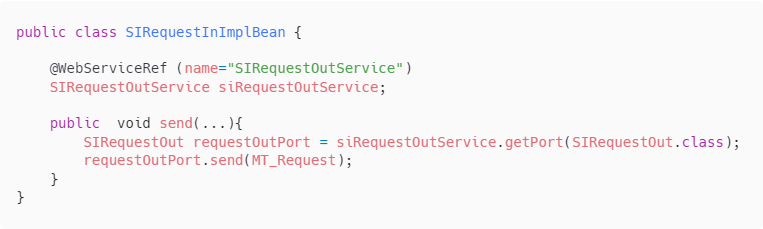 public class SIRequestInImplBean {
@WebServiceRef (name="SIRequestOutService")
SIRequestOutService siRequestOutService;
public  void send(...){
SIRequestOut requestOutPort = siRequestOutService.getPort(SIRequestOut.class);
requestOutPort.send(MT_Request);
}
}